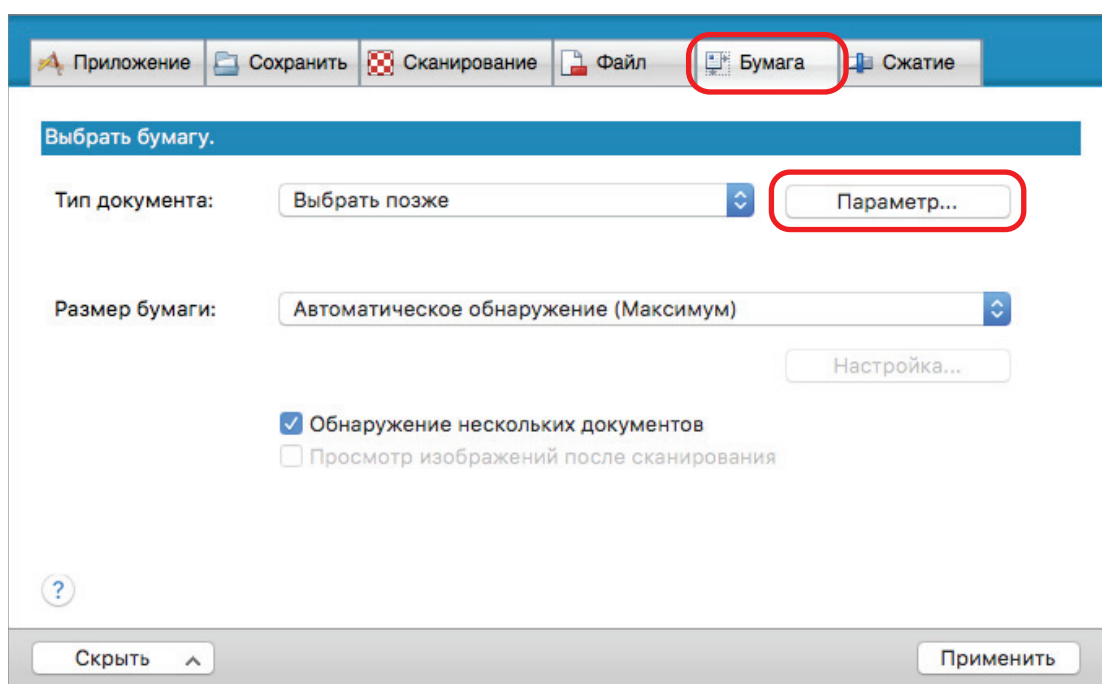 Приложение Сохранить Сканирование Файл Бумага Сжатие
Выбрать бумагу.
Тип документа: Выбрать позже Параметр...
Размер бумаги: Автоматическое обнаружение (Максимум)
Настройка...
Обнаружение нескольких документов
Просмотр изображений после сканирования
?
Скрыть Применить